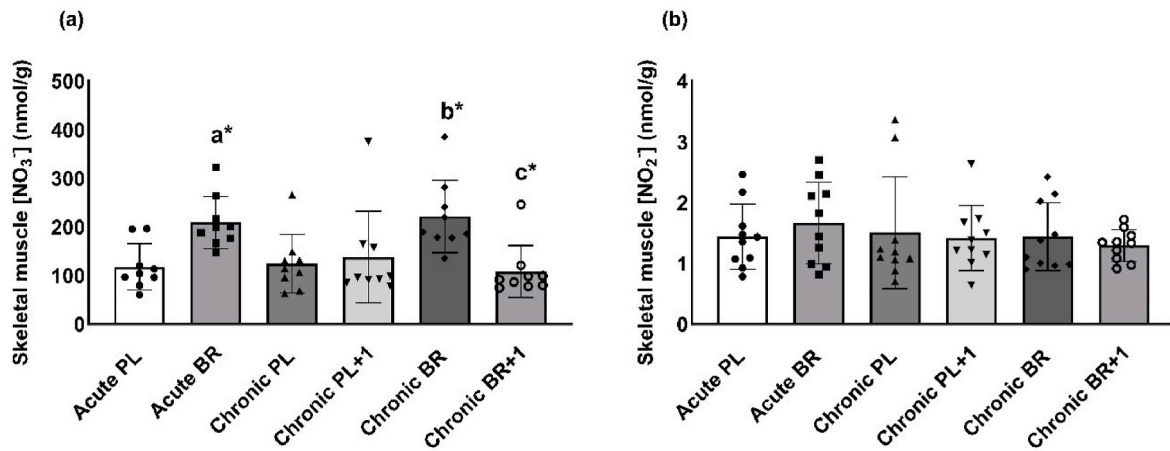 (a)
Skeletal muscle [NO₃⁻] (nmol/g)
500
400
300
200
100
0
a*
b*
c*
Acute PL
Acute BR
Chronic PL
Chronic PL+1
Chronic BR
Chronic BR+1
(b)
Skeletal muscle [NO₂⁻] (nmol/g)
4
3
2
1
0
Acute PL
Acute BR
Chronic PL
Chronic PL+1
Chronic BR
Chronic BR+1